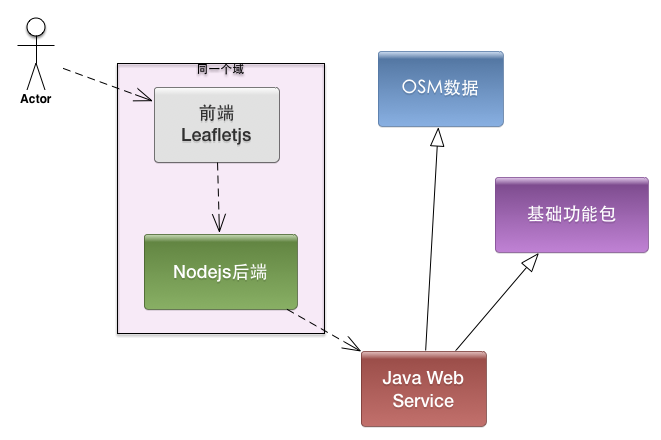 Actor
同一个域
前端
Leafletjs
Nodejs后端
OSM数据
基础功能包
Java Web
Service